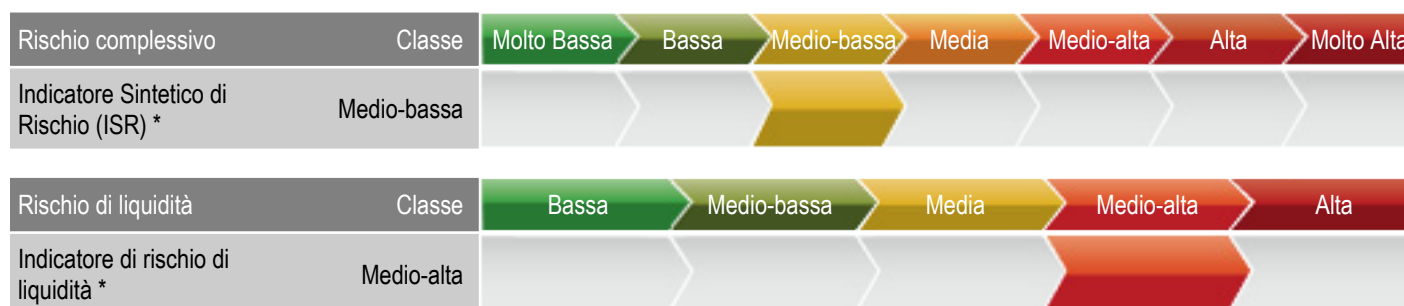 Rischio complessivo Classe Molto Bassa Bassa Medio-bassa Media Medio-alta Alta Molto Alta
Indicatore Sintetico di
Rischio (ISR) * Medio-bassa
Rischio di liquidità Classe Bassa Medio-bassa Media Medio-alta Alta
Indicatore di rischio di
liquidità * Medio-alta